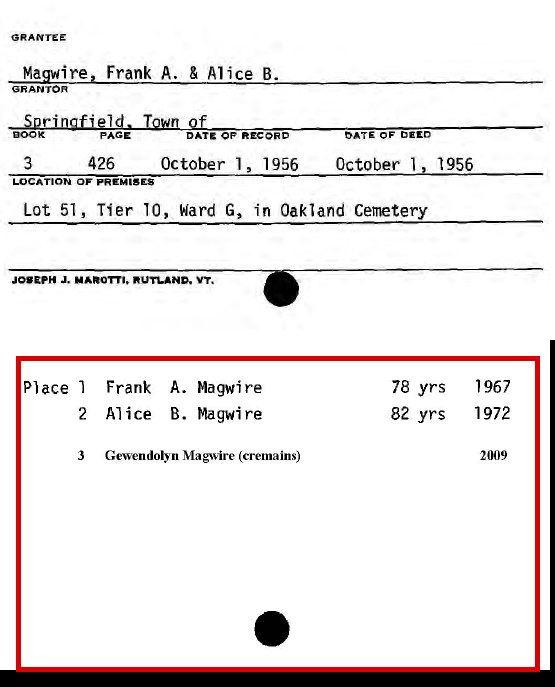 GRANTEE
Magwire, Frank A. & Alice B.
GRANTOR
Springfield, Town of
BOOK PAGE DATE OF RECORD DATE OF DEED
3 426 October 1, 1956 October 1, 1956
LOCATION OF PREMISES
Lot 51, Tier 10, Ward G, in Oakland Cemetery
JOSEPH J. MAROTTI, RUTLAND, VT.
Place 1 Frank A. Magwire 78 yrs 1967
2 Alice B. Magwire 82 yrs 1972
3 Gewendolyn Magwire (cremains) 2009